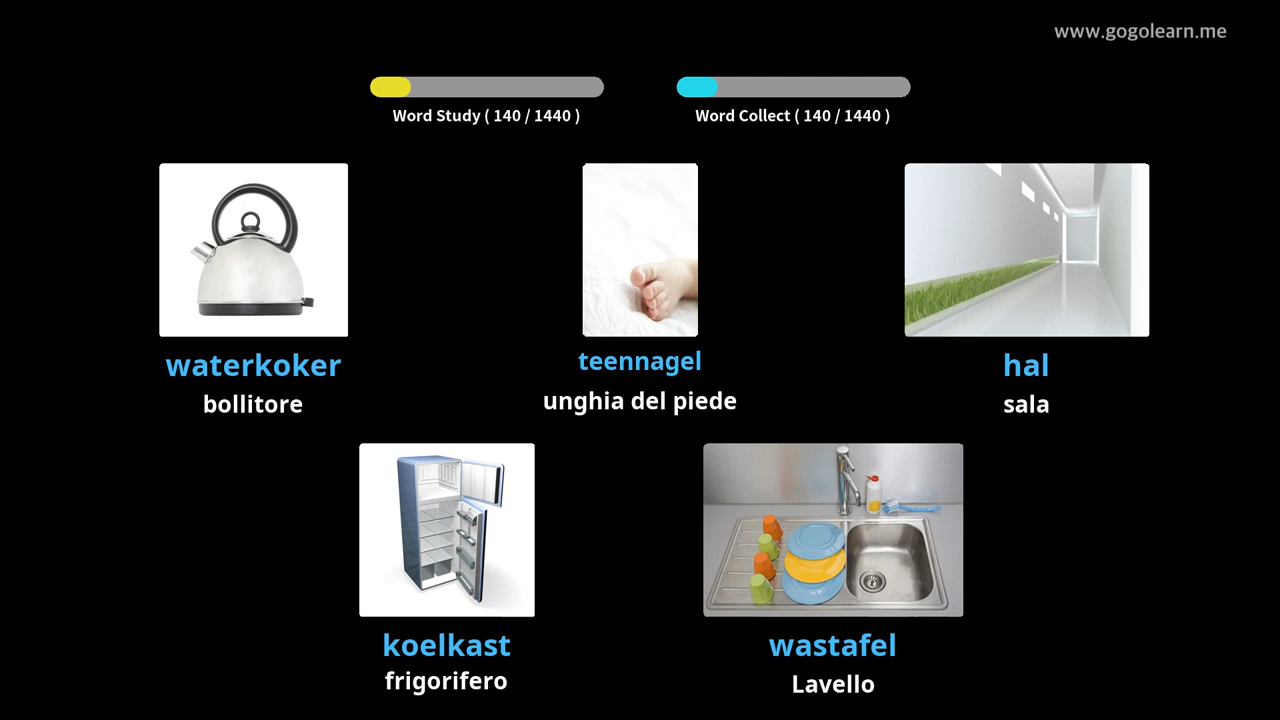 www.gogolearn.me
Word Study ( 140 / 1440 )
Word Collect ( 140 / 1440 )
waterkoker
bollitore
teennagel
unghia del piede
hal
sala
koelkast
frigorifero
wastafel
Lavello